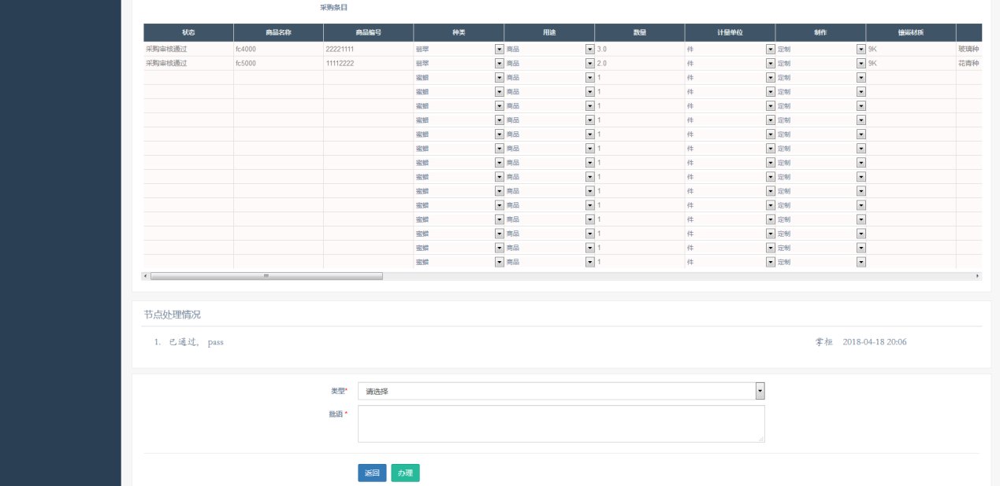 采购条目
状态 商品名称 商品编号 种类 用途 数量 计量单位 制作 镶嵌材质
采购审核通过 fc4000 22221111 翡翠 商品 3.0 件 定制 9K 玻璃种
采购审核通过 fc5000 11112222 翡翠 商品 2.0 件 定制 9K 花青种
蜜蜡 商品 1 件 定制
蜜蜡 商品 1 件 定制
蜜蜡 商品 1 件 定制
蜜蜡 商品 1 件 定制
蜜蜡 商品 1 件 定制
蜜蜡 商品 1 件 定制
蜜蜡 商品 1 件 定制
蜜蜡 商品 1 件 定制
蜜蜡 商品 1 件 定制
蜜蜡 商品 1 件 定制
蜜蜡 商品 1 件 定制
蜜蜡 商品 1 件 定制
蜜蜡 商品 1 件 定制
蜜蜡 商品 1 件 定制
节点处理情况
1. 已通过, pass 掌柜 2018-04-18 20:06
类型* 请选择
批语 *
返回 办理